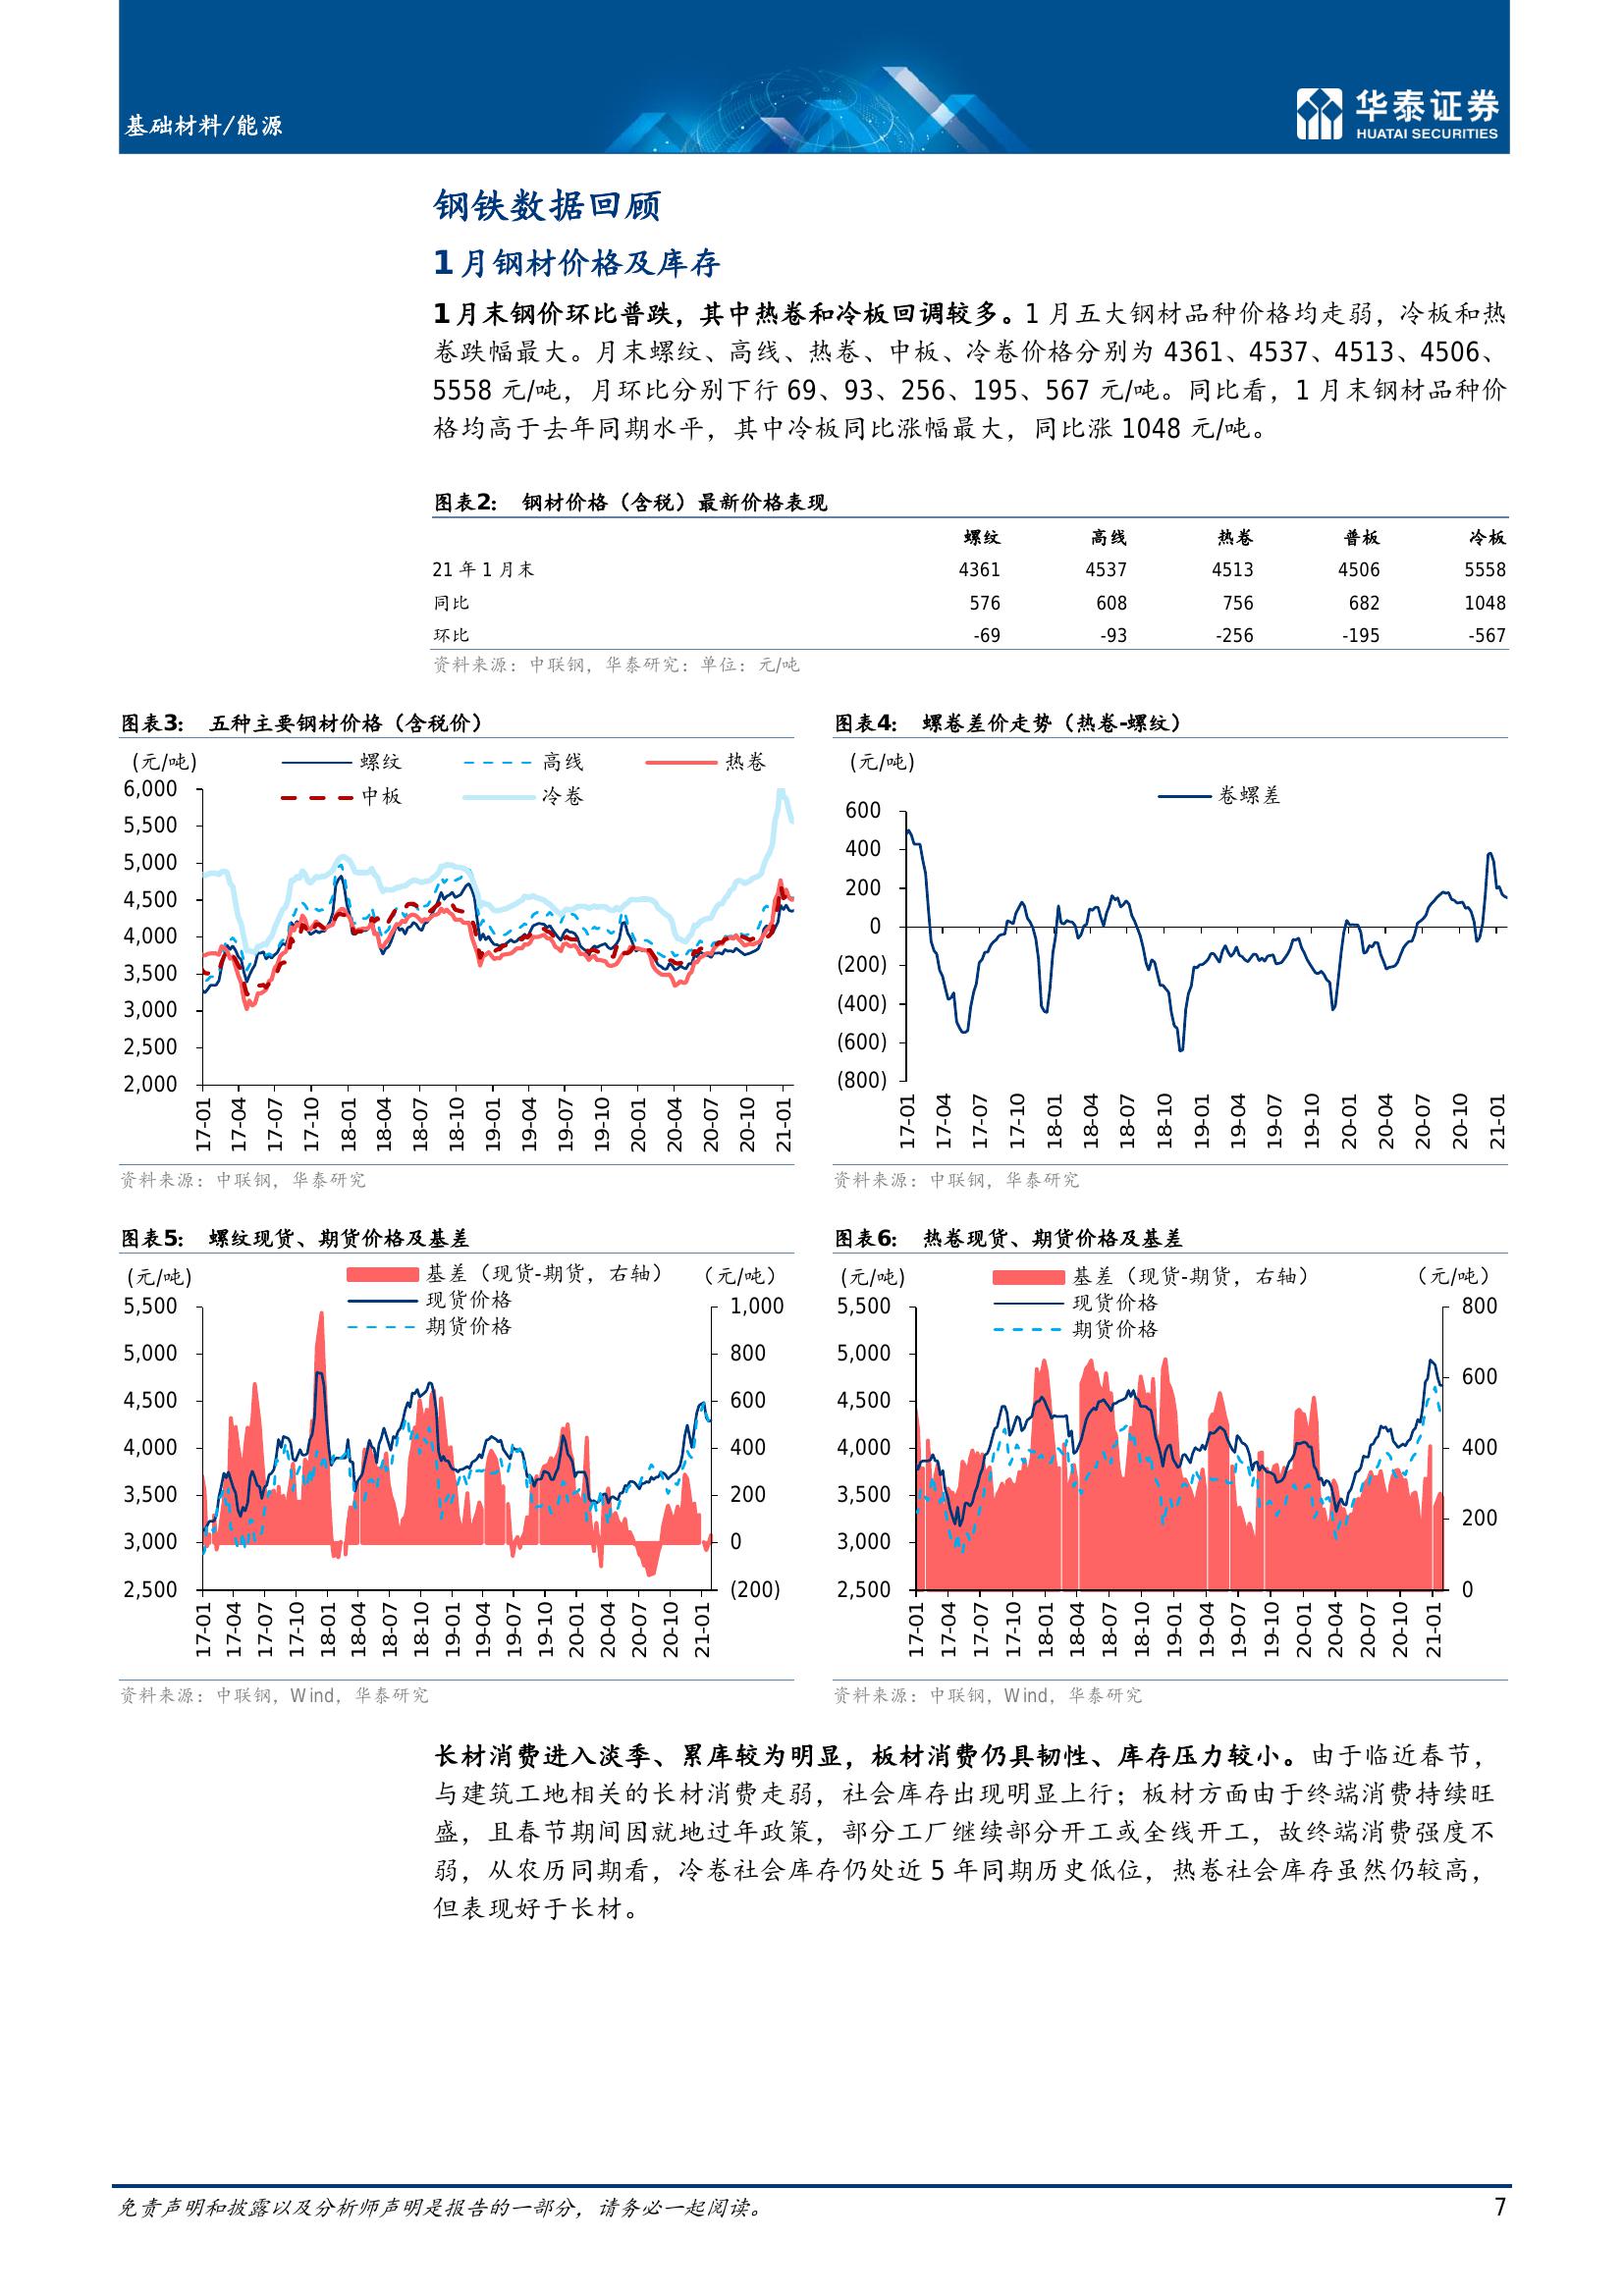 基础材料/能源
华泰证券
HUATAI SECURITIES
钢铁数据回顾
1 月钢材价格及库存
1 月末钢价环比普跌，其中热卷和冷板回调较多。1 月五大钢材品种价格均走弱，冷板和热
卷跌幅最大。月末螺纹、高线、热卷、中板、冷卷价格分别为 4361、4537、4513、4506、
5558 元/吨，月环比分别下行 69、93、256、195、567 元/吨。同比看，1 月末钢材品种价
格均高于去年同期水平，其中冷板同比涨幅最大，同比涨 1048 元/吨。
图表2： 钢材价格（含税）最新价格表现
螺纹 高线 热卷 普板 冷板
21 年 1 月末 4361 4537 4513 4506 5558
同比 576 608 756 682 1048
环比 -69 -93 -256 -195 -567
资料来源：中联钢，华泰研究；单位：元/吨
图表3： 五种主要钢材价格（含税价）
(元/吨) 螺纹 高线 热卷
中板 冷卷
6,000
5,500
5,000
4,500
4,000
3,500
3,000
2,500
2,000
17-01 17-04 17-07 17-10 18-01 18-04 18-07 18-10 19-01 19-04 19-07 19-10 20-01 20-04 20-07 20-10 21-01
资料来源：中联钢，华泰研究
图表4： 螺卷差价走势（热卷-螺纹）
(元/吨)
卷螺差
600
400
200
0
(200)
(400)
(600)
(800)
17-01 17-04 17-07 17-10 18-01 18-04 18-07 18-10 19-01 19-04 19-07 19-10 20-01 20-04 20-07 20-10 21-01
资料来源：中联钢，华泰研究
图表5： 螺纹现货、期货价格及基差
(元/吨) 基差（现货-期货，右轴） （元/吨）
现货价格
期货价格
5,500 1,000
5,000 800
4,500 600
4,000 400
3,500 200
3,000 0
2,500 (200)
17-01 17-04 17-07 17-10 18-01 18-04 18-07 18-10 19-01 19-04 19-07 19-10 20-01 20-04 20-07 20-10 21-01
资料来源：中联钢，Wind，华泰研究
图表6： 热卷现货、期货价格及基差
(元/吨) 基差（现货-期货，右轴） （元/吨）
现货价格
期货价格
5,500
5,000
4,500
4,000
3,500
3,000
2,500
800
600
400
200
0
17-01 17-04 17-07 17-10 18-01 18-04 18-07 18-10 19-01 19-04 19-07 19-10 20-01 20-04 20-07 20-10 21-01
资料来源：中联钢，Wind，华泰研究
长材消费进入淡季、累库较为明显，板材消费仍具韧性、库存压力较小。由于临近春节，
与建筑工地相关的长材消费走弱，社会库存出现明显上行；板材方面由于终端消费持续旺
盛，且春节期间因就地过年政策，部分工厂继续部分开工或全线开工，故终端消费强度不
弱，从农历同期看，冷卷社会库存仍处近 5 年同期历史低位，热卷社会库存虽然仍较高，
但表现好于长材。
免责声明和披露以及分析师声明是报告的一部分，请务必一起阅读。 7